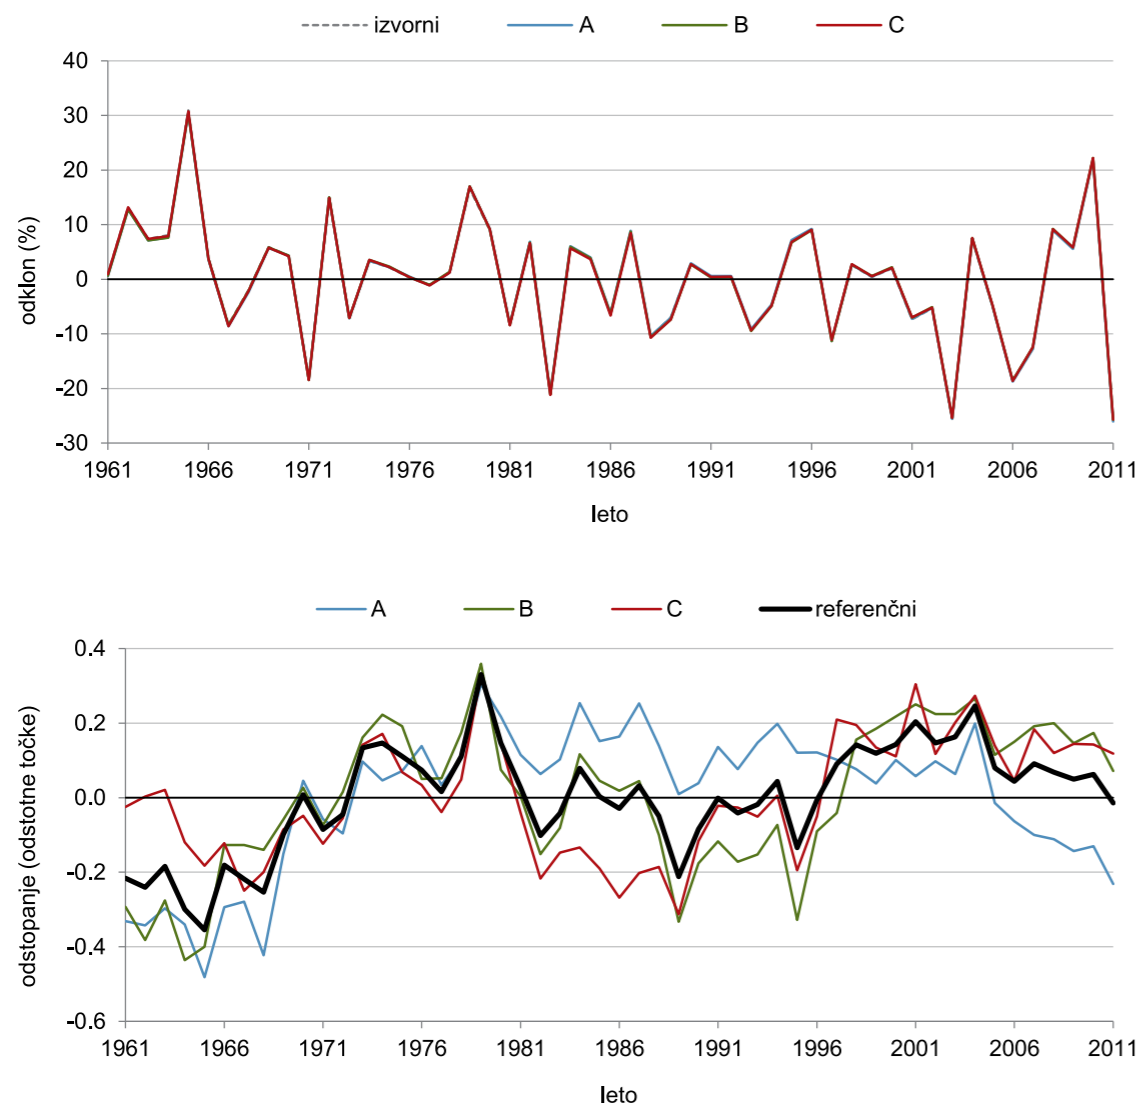 izvorni A B C
40
30
20
10
0
-10
-20
-30
odklon (%)
1961 1966 1971 1976 1981 1986 1991 1996 2001 2006 2011
leto
A B C referenčni
0.4
0.2
0.0
-0.2
-0.4
-0.6
odstopanje (odstotne točke)
1961 1966 1971 1976 1981 1986 1991 1996 2001 2006 2011
leto